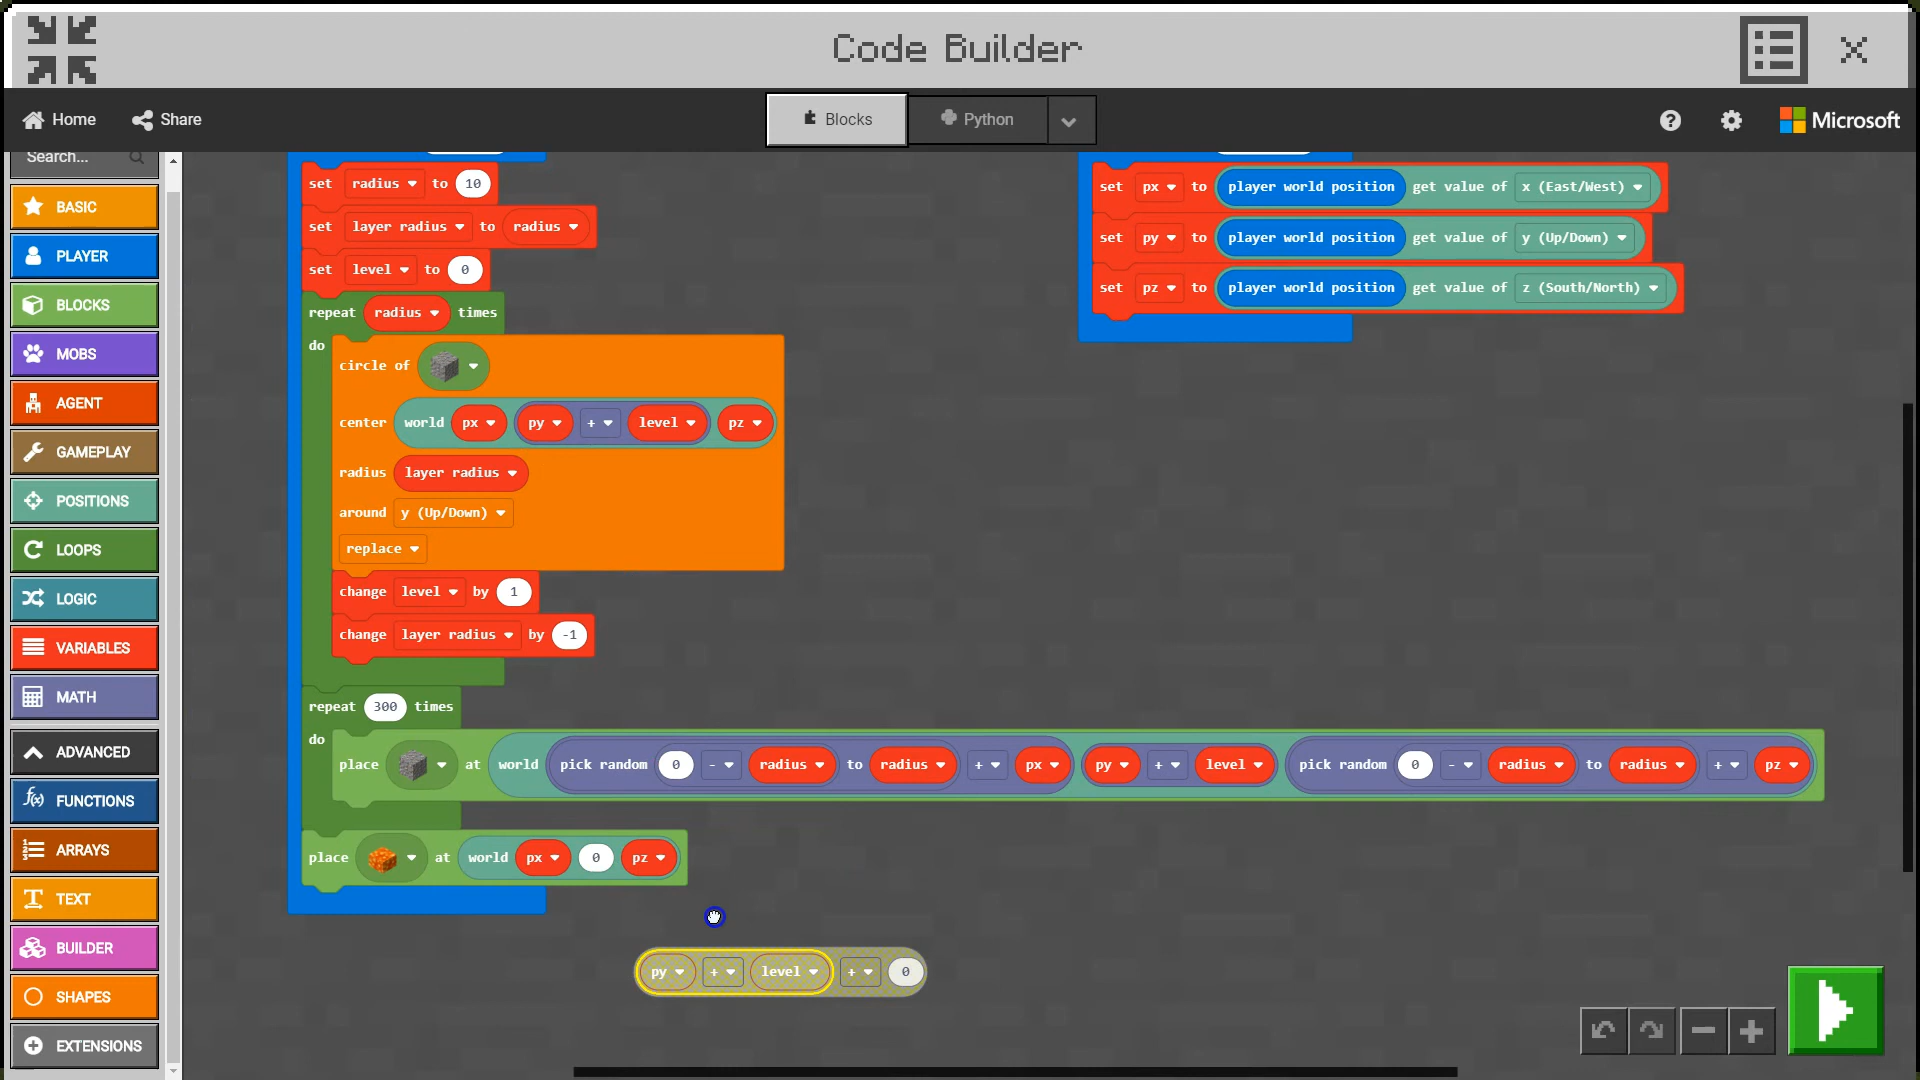 Code Builder
Home
Share
Blocks
Python
Microsoft
Search...
BASIC
PLAYER
BLOCKS
MOBS
AGENT
GAMEPLAY
POSITIONS
LOOPS
LOGIC
VARIABLES
MATH
ADVANCED
FUNCTIONS
ARRAYS
TEXT
BUILDER
SHAPES
EXTENSIONS
set radius to 10
set layer radius to radius
set level to 0
repeat radius times
do
circle of
center world px py + level pz
radius layer radius
around y (Up/Down)
replace
change level by 1
change layer radius by -1
repeat 300 times
do
place at world pick random 0 - radius to radius + px py + level pick random 0 - radius to radius + pz
place at world px 0 pz
py + level + 0
set px to player world position get value of x (East/West)
set py to player world position get value of y (Up/Down)
set pz to player world position get value of z (South/North)